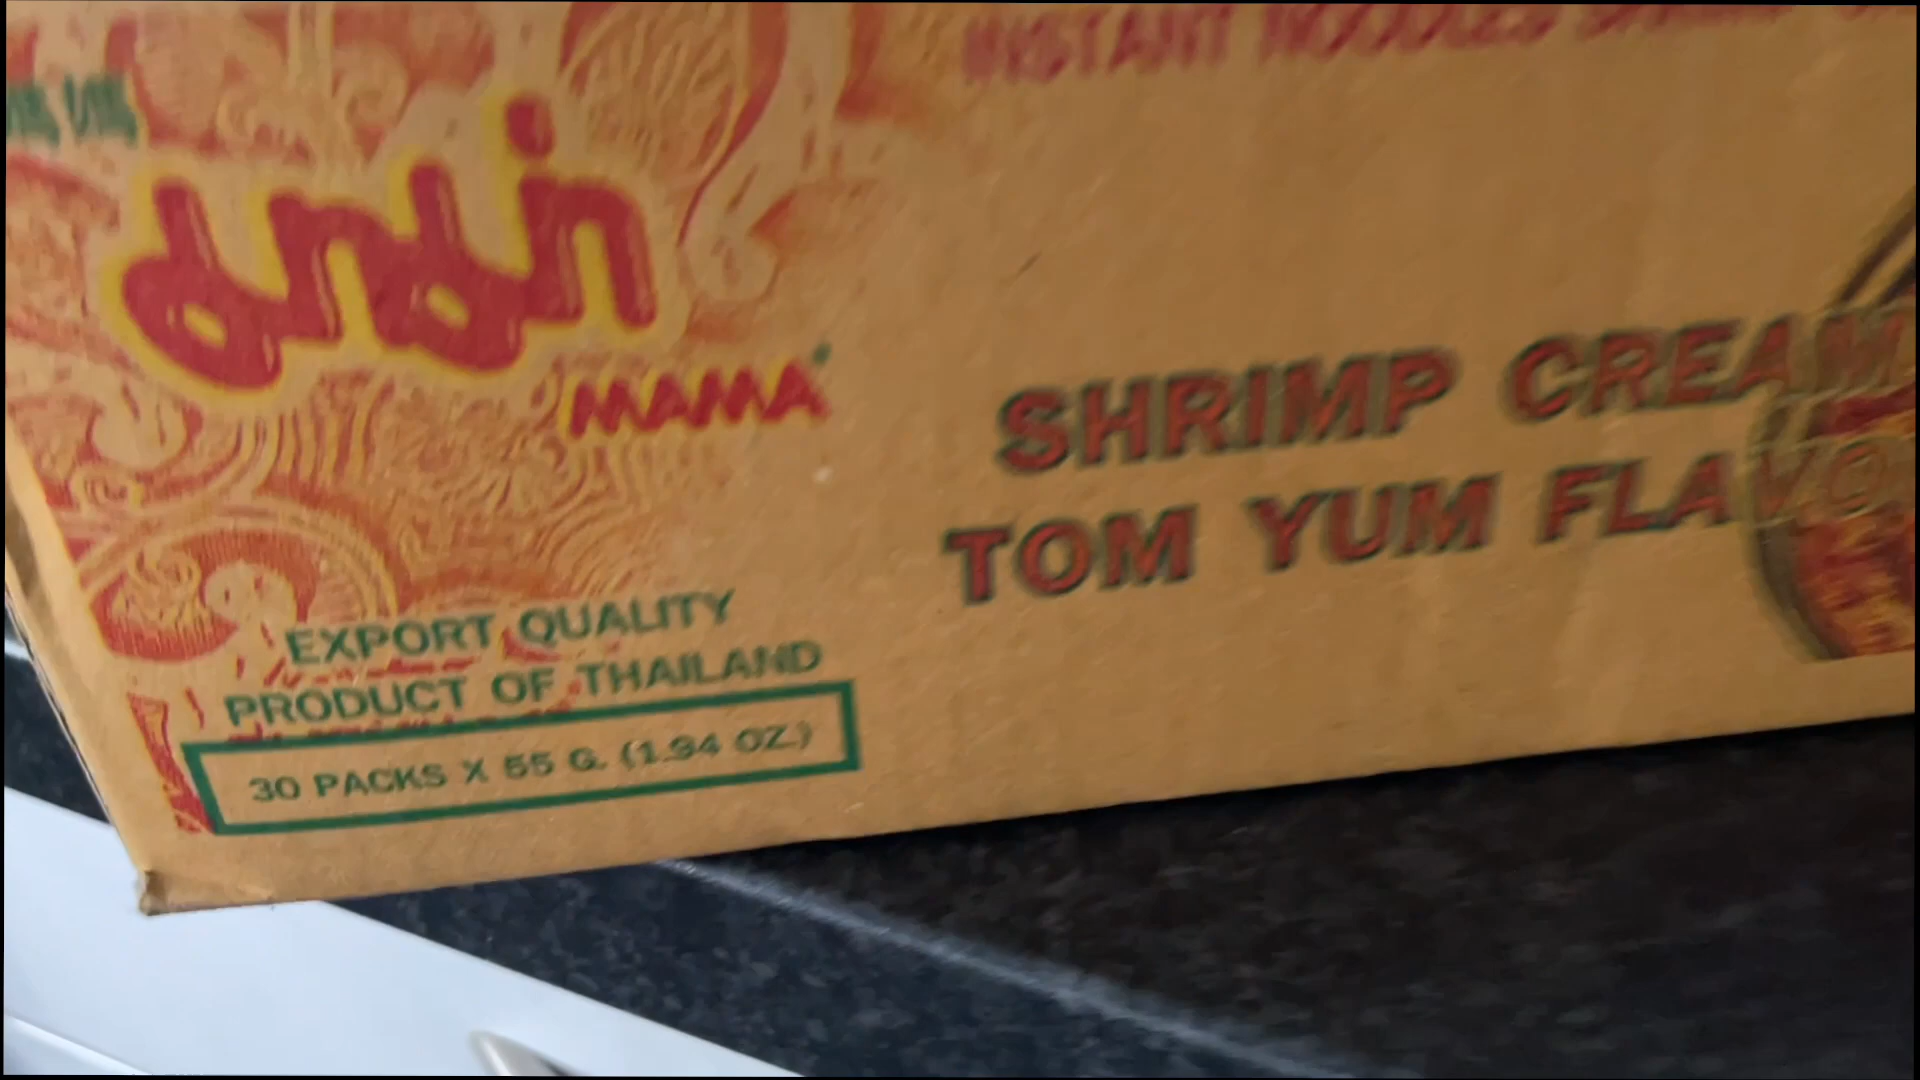 INSTANT NOODLES
มาม่า
MAMA
SHRIMP CREAMY
TOM YUM FLAVO
EXPORT QUALITY
PRODUCT OF THAILAND
30 PACKS X 55 G. (1.94 OZ.)